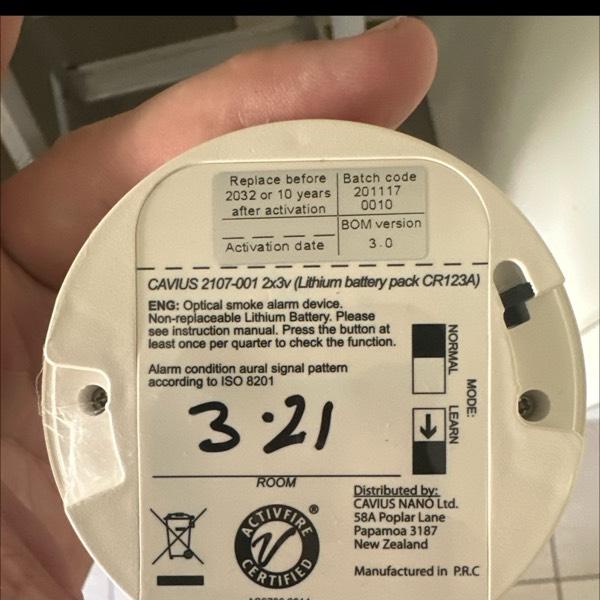 Replace before
2032 or 10 years
after activation
Activation date
Batch code
201117
0010
BOM version
3.0
CAVIUS 2107-001 2x3v (Lithium battery pack CR123A)
ENG: Optical smoke alarm device.
Non-replaceable Lithium Battery. Please
see instruction manual. Press the button at
least once per quarter to check the function.
Alarm condition aural signal pattern
according to ISO 8201
NORMAL
MODE:
LEARN
3.21
ROOM
ACTIVFIRE®
CERTIFIED
Distributed by:
CAVIUS NANO Ltd.
58A Poplar Lane
Papamoa 3187
New Zealand
Manufactured in P.R.C